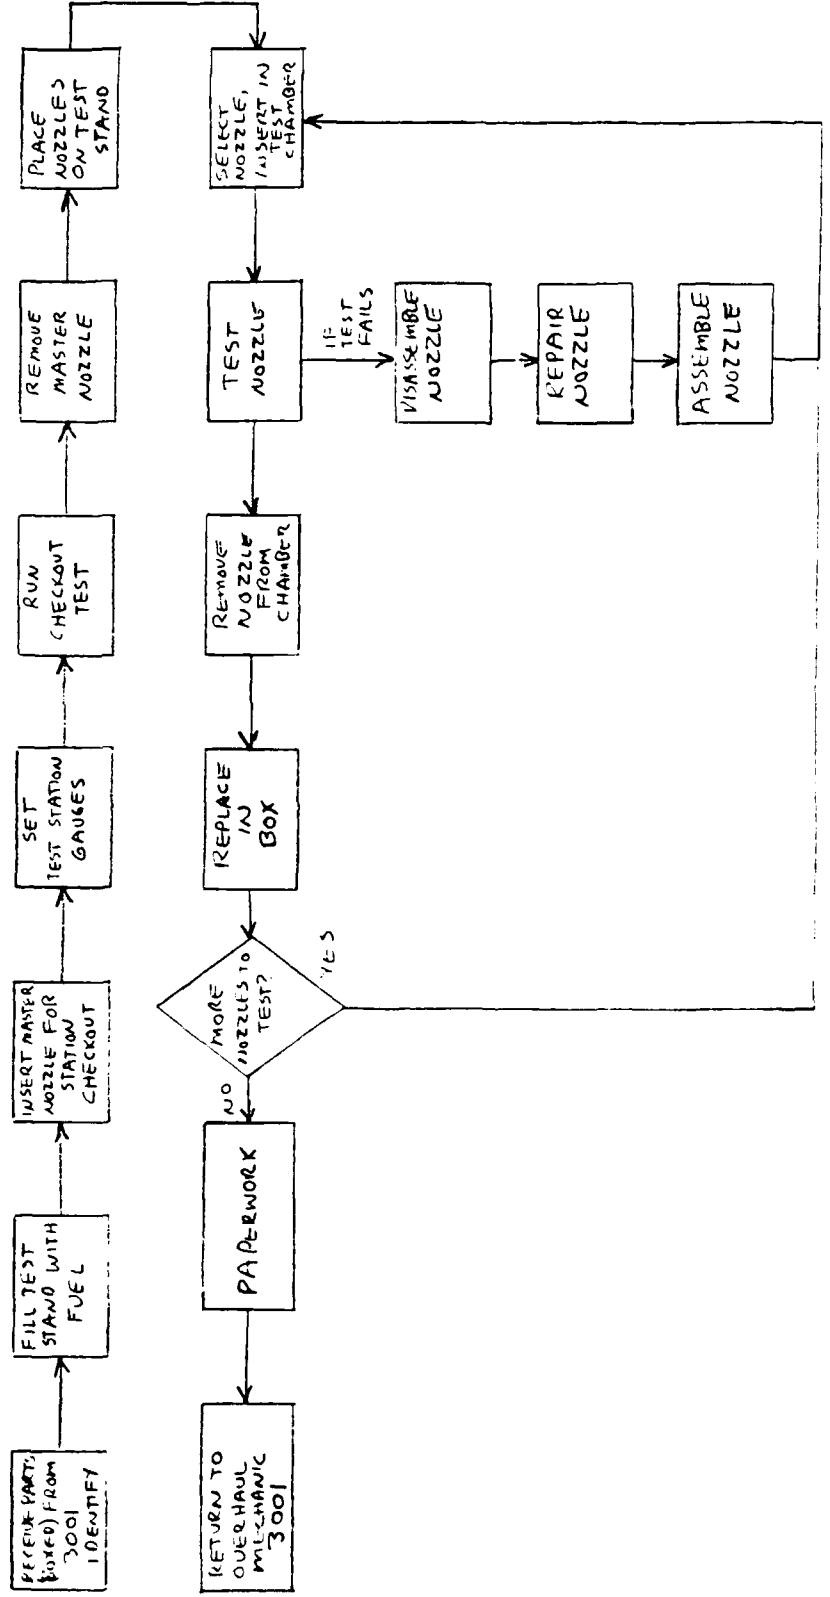 RECEIVE PARTS
(BOXED) FROM
3001
IDENTIFY
FILL TEST
STAND WITH
FUEL
INSERT MASTER
NOZZLE FOR
STATION
CHECKOUT
SET
TEST STATION
GAUGES
RUN
CHECKOUT
TEST
REMOVE
MASTER
NOZZLE
PLACE
NOZZLES
ON TEST
STAND
SELECT
NOZZLE,
INSERT IN
TEST
CHAMBER
TEST
NOZZLE
IF
TEST
FAILS
DISASSEMBLE
NOZZLE
REPAIR
NOZZLE
ASSEMBLE
NOZZLE
REMOVE
NOZZLE
FROM
CHAMBER
REPLACE
IN
BOX
MORE
NOZZLES TO
TEST?
YES
NO
PAPERWORK
RETURN TO
OVERHAUL
MECHANIC
3001